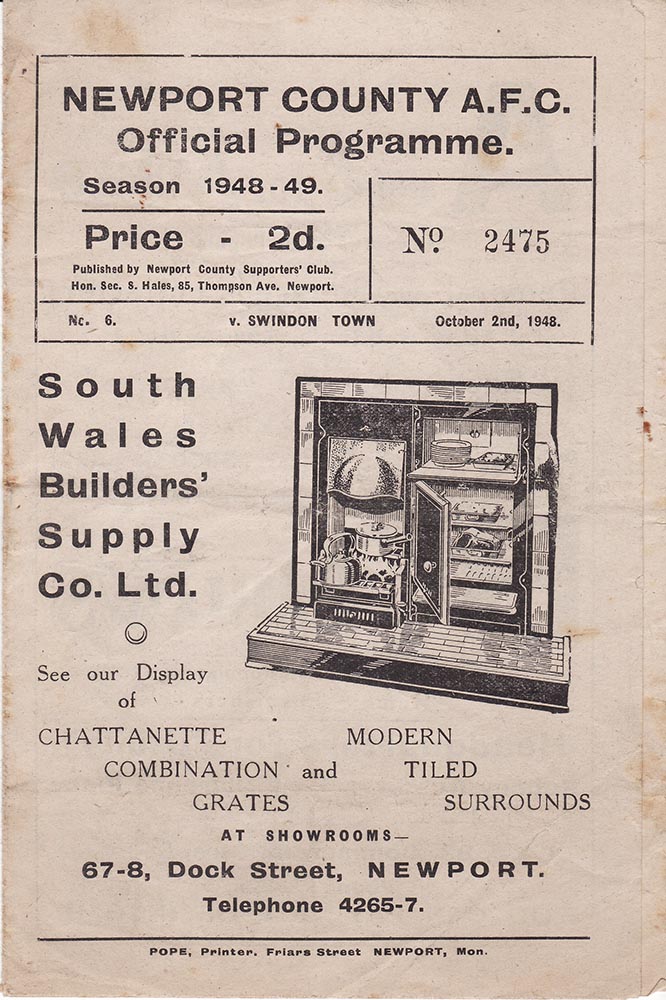 NEWPORT COUNTY A.F.C.
Official Programme.
Season 1948-49.
Price - 2d.
Published by Newport County Supporters' Club.
Hon. Sec. S. Hales, 85, Thompson Ave. Newport.
No. 2475
No. 6. v. SWINDON TOWN October 2nd, 1948.
South
Wales
Builders'
Supply
Co. Ltd.
See our Display
of
CHATTANETTE MODERN
COMBINATION and TILED
GRATES SURROUNDS
AT SHOWROOMS—
67-8, Dock Street, NEWPORT.
Telephone 4265-7.
POPE, Printer. Friars Street NEWPORT, Mon.